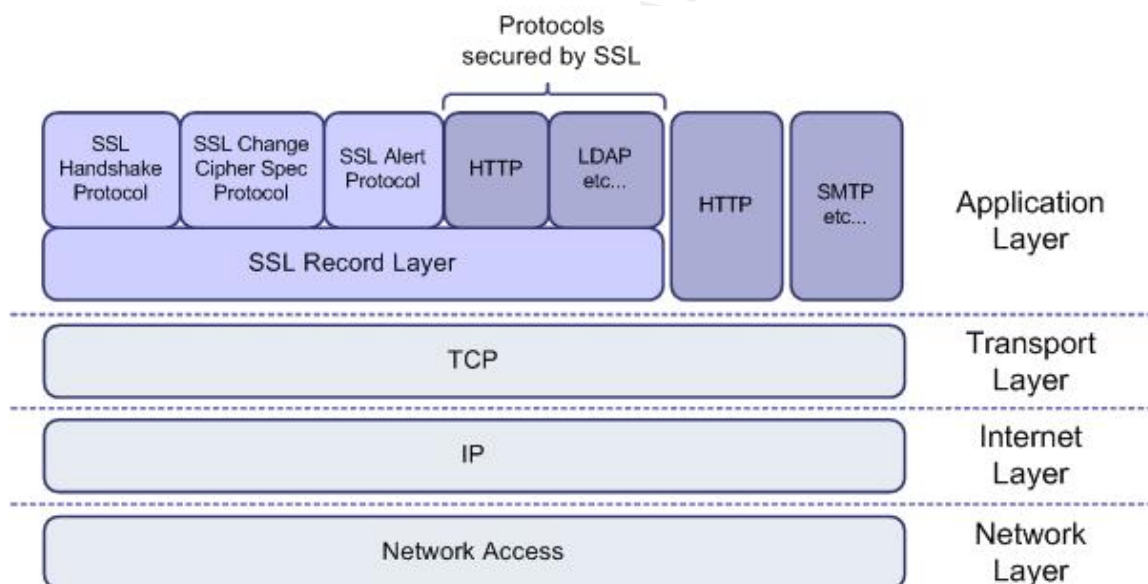 Protocols
secured by SSL
SSL
Handshake
Protocol
SSL Change
Cipher Spec
Protocol
SSL Alert
Protocol
HTTP
LDAP
etc...
HTTP
SMTP
etc...
SSL Record Layer
Application
Layer
TCP
Transport
Layer
IP
Internet
Layer
Network Access
Network
Layer